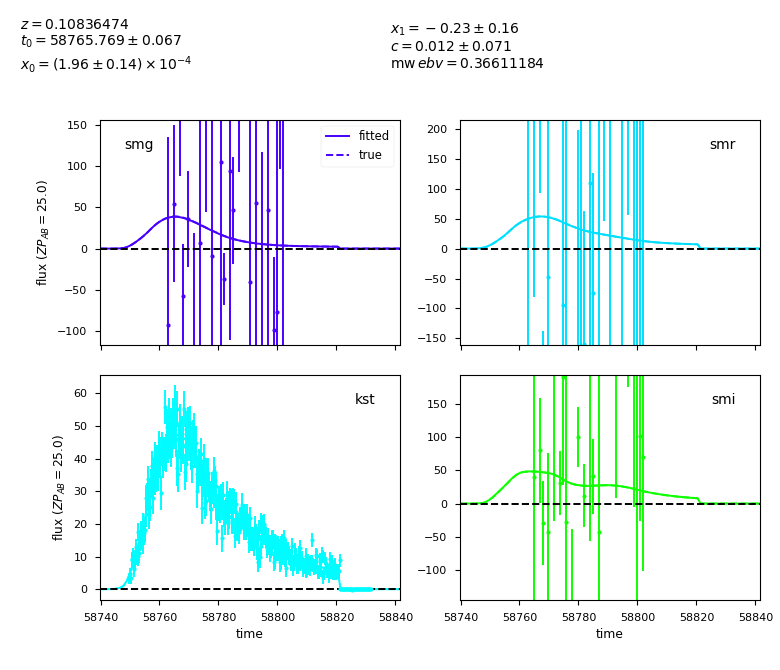 z = 0.10836474
t₀ = 58765.769 ± 0.067
x₀ = (1.96 ± 0.14) × 10⁻⁴
x₁ = −0.23 ± 0.16
c = 0.012 ± 0.071
mw ebv = 0.36611184
smg
fitted
true
150
100
50
0
−50
−100
flux (ZP_AB = 25.0)
smr
200
150
100
50
0
−50
−100
−150
kst
60
50
40
30
20
10
0
flux (ZP_AB = 25.0)
58740 58760 58780 58800 58820 58840
time
smi
150
100
50
0
−50
−100
58740 58760 58780 58800 58820 58840
time